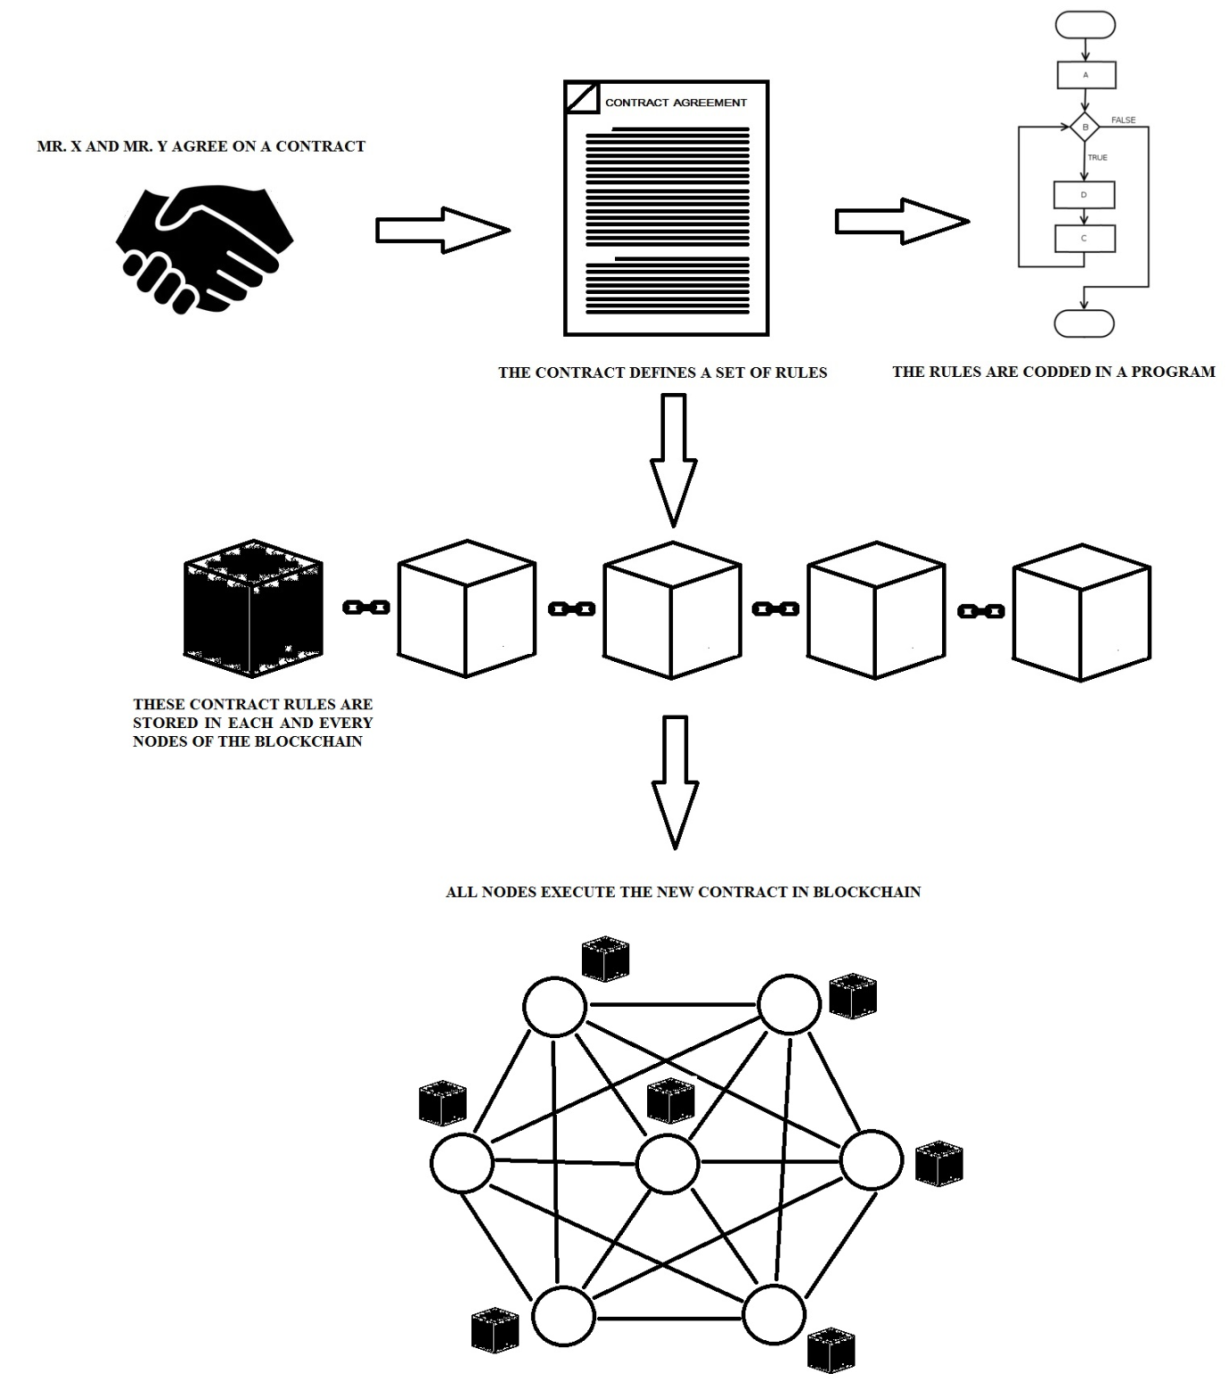 MR. X AND MR. Y AGREE ON A CONTRACT
CONTRACT AGREEMENT
A
B
FALSE
TRUE
D
C
THE CONTRACT DEFINES A SET OF RULES
THE RULES ARE CODDED IN A PROGRAM
THESE CONTRACT RULES ARE
STORED IN EACH AND EVERY
NODES OF THE BLOCKCHAIN
ALL NODES EXECUTE THE NEW CONTRACT IN BLOCKCHAIN